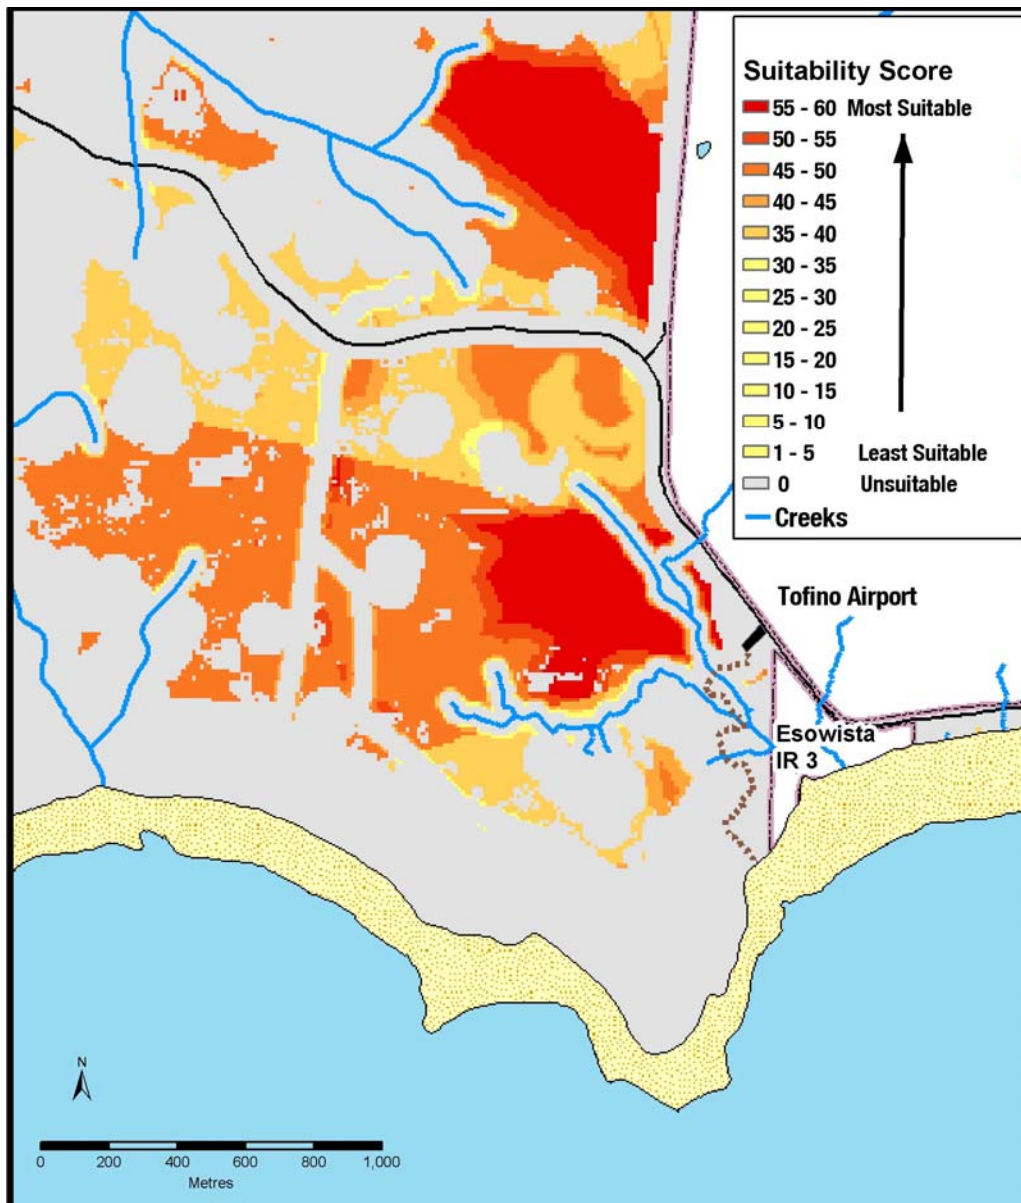 Suitability Score
55 - 60 Most Suitable
50 - 55
45 - 50
40 - 45
35 - 40
30 - 35
25 - 30
20 - 25
15 - 20
10 - 15
5 - 10
1 - 5 Least Suitable
0 Unsuitable
Creeks
Tofino Airport
Esowista
IR 3
N
0 200 400 600 800 1,000
Metres